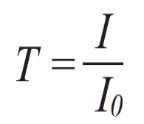 T = I / I₀